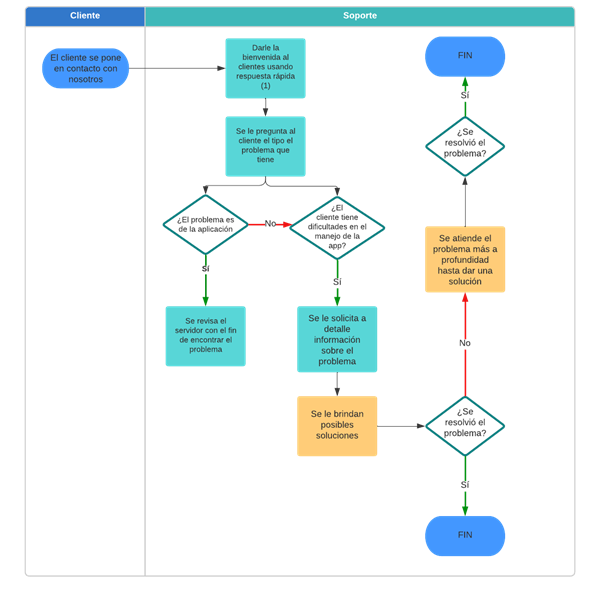 Cliente
Soporte
El cliente se pone
en contacto con
nosotros
Darle la
bienvenida al
clientes usando
respuesta rápida
(1)
Se le pregunta al
cliente el tipo el
problema que
tiene
¿El problema es
de la aplicación
No
¿El
cliente tiene
dificultades en el
manejo de la
app?
Sí
Sí
Se revisa el
servidor con el fin
de encontrar el
problema
Se le solicita a
detalle
información
sobre el
problema
Se le brindan
posibles
soluciones
FIN
Sí
¿Se
resolvió el
problema?
Se atiende el
problema más a
profundidad
hasta dar una
solución
No
¿Se
resolvió el
problema?
Sí
FIN